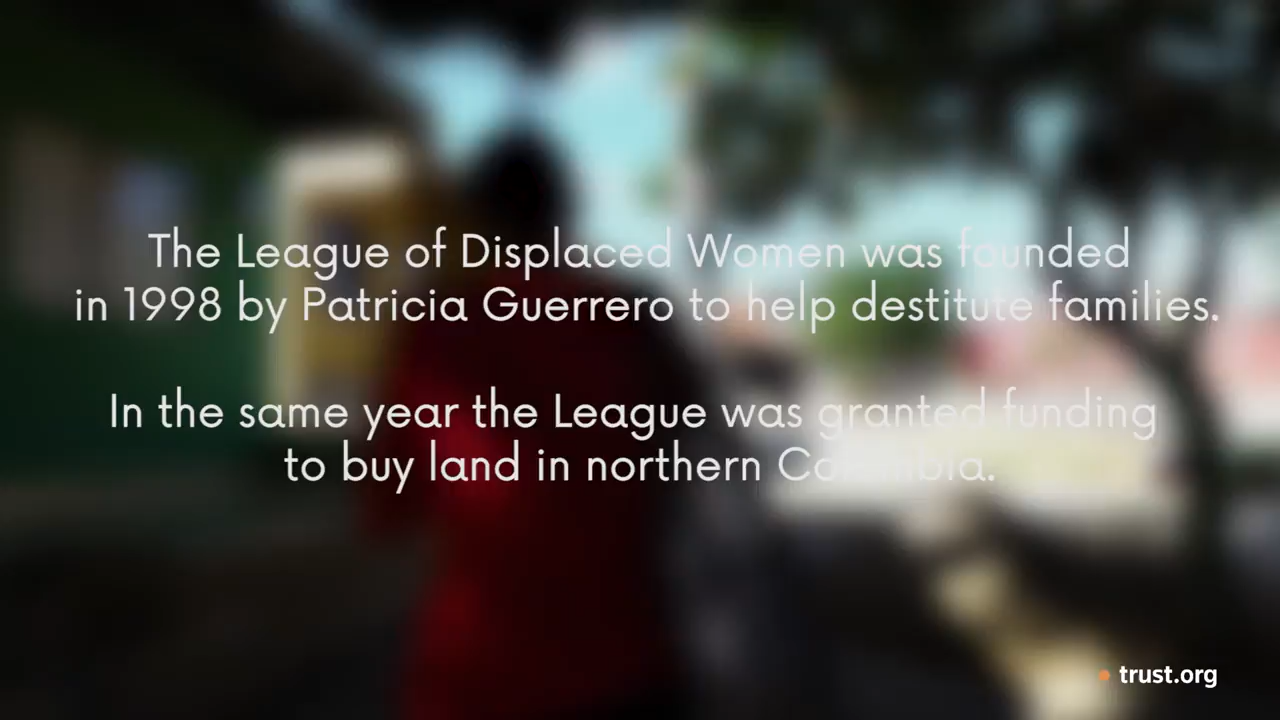 The League of Displaced Women was founded
in 1998 by Patricia Guerrero to help destitute families.
In the same year the League was granted funding
to buy land in northern Colombia.
trust.org